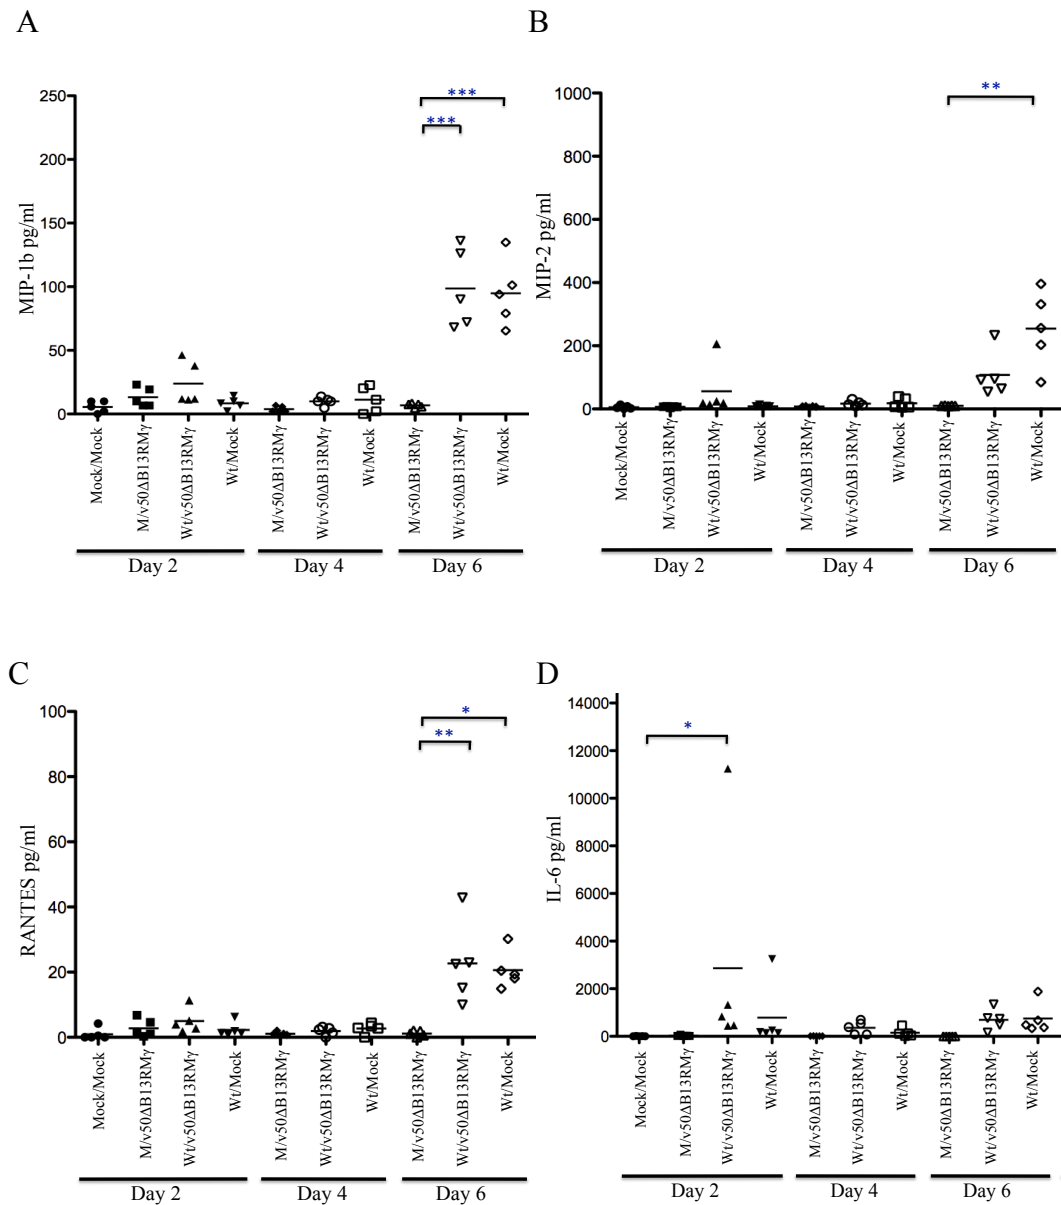 A
MIP-1b pg/ml
250
200
150
100
50
0
***
***
Mock/Mock
M/v50ΔB13RMγ
Wt/v50ΔB13RMγ
Wt/Mock
M/v50ΔB13RMγ
Wt/v50ΔB13RMγ
Wt/Mock
M/v50ΔB13RMγ
Wt/v50ΔB13RMγ
Wt/Mock
Day 2
Day 4
Day 6
B
MIP-2 pg/ml
1000
800
600
400
200
0
**
Mock/Mock
M/v50ΔB13RMγ
Wt/v50ΔB13RMγ
Wt/Mock
M/v50ΔB13RMγ
Wt/v50ΔB13RMγ
Wt/Mock
M/v50ΔB13RMγ
Wt/v50ΔB13RMγ
Wt/Mock
Day 2
Day 4
Day 6
C
RANTES pg/ml
100
80
60
40
20
0
*
**
Mock/Mock
M/v50ΔB13RMγ
Wt/v50ΔB13RMγ
Wt/Mock
M/v50ΔB13RMγ
Wt/v50ΔB13RMγ
Wt/Mock
M/v50ΔB13RMγ
Wt/v50ΔB13RMγ
Wt/Mock
Day 2
Day 4
Day 6
D
IL-6 pg/ml
14000
12000
10000
8000
6000
4000
2000
0
*
Mock/Mock
M/v50ΔB13RMγ
Wt/v50ΔB13RMγ
Wt/Mock
M/v50ΔB13RMγ
Wt/v50ΔB13RMγ
Wt/Mock
M/v50ΔB13RMγ
Wt/v50ΔB13RMγ
Wt/Mock
Day 2
Day 4
Day 6